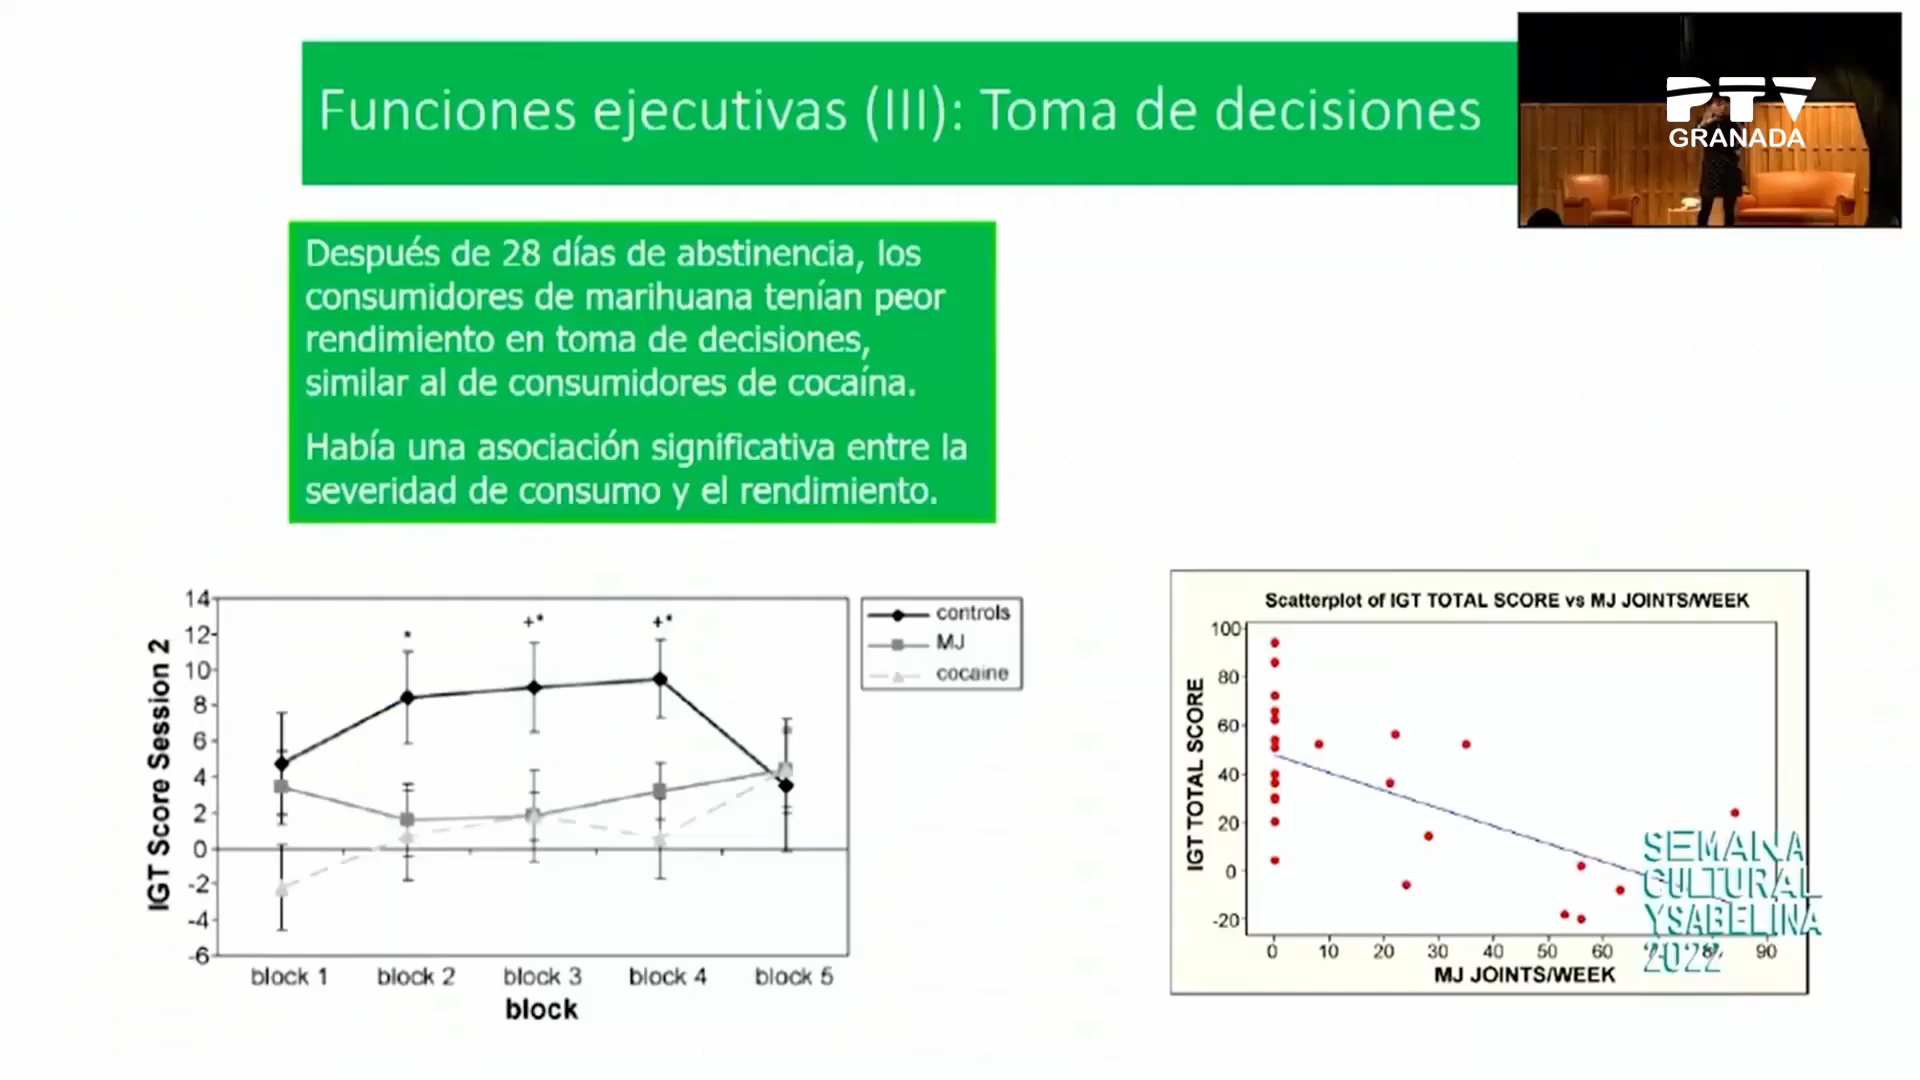 Funciones ejecutivas (III): Toma de decisiones
PTV
GRANADA
Después de 28 días de abstinencia, los
consumidores de marihuana tenían peor
rendimiento en toma de decisiones,
similar al de consumidores de cocaína.
Había una asociación significativa entre la
severidad de consumo y el rendimiento.
IGT Score Session 2
14
12
10
8
6
4
2
0
-2
-4
-6
*
+*
+*
block 1 block 2 block 3 block 4 block 5
block
controls
MJ
cocaine
Scatterplot of IGT TOTAL SCORE vs MJ JOINTS/WEEK
IGT TOTAL SCORE
100
80
60
40
20
0
-20
0 10 20 30 40 50 60 90
MJ JOINTS/WEEK
SEMANA
CULTURAL
YSABELINA
2022